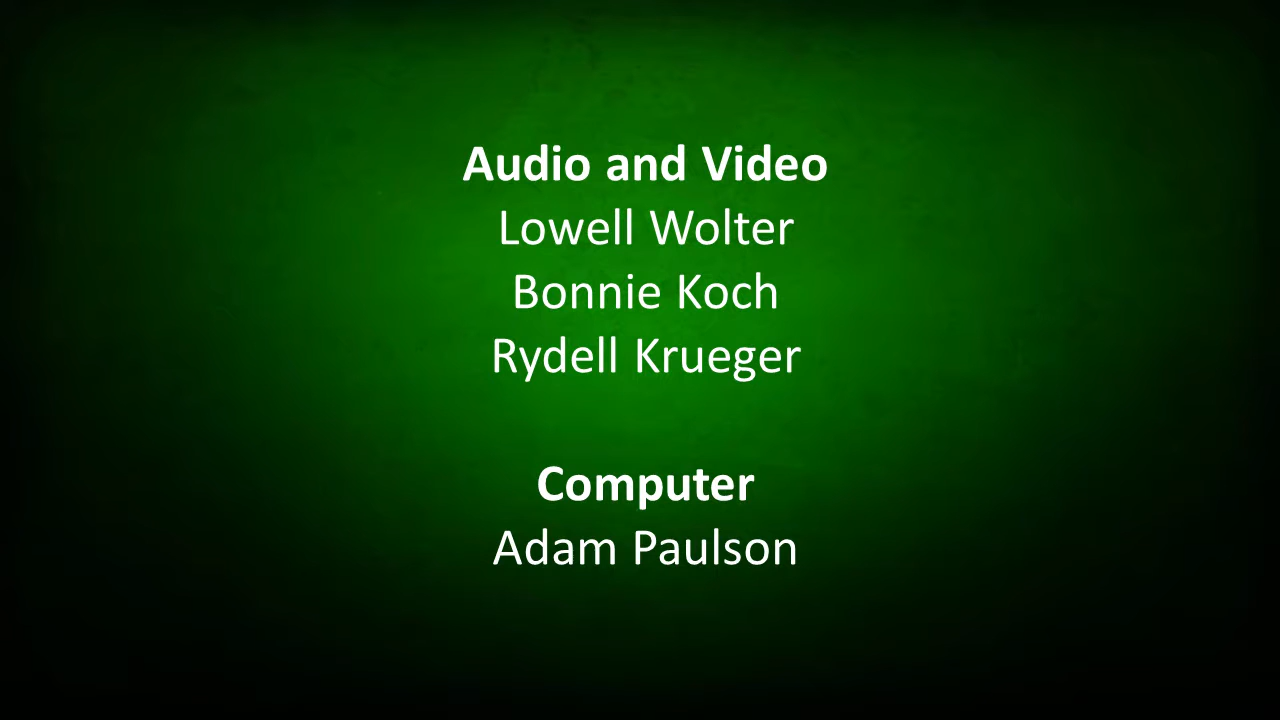 Audio and Video
Lowell Wolter
Bonnie Koch
Rydell Krueger
Computer
Adam Paulson